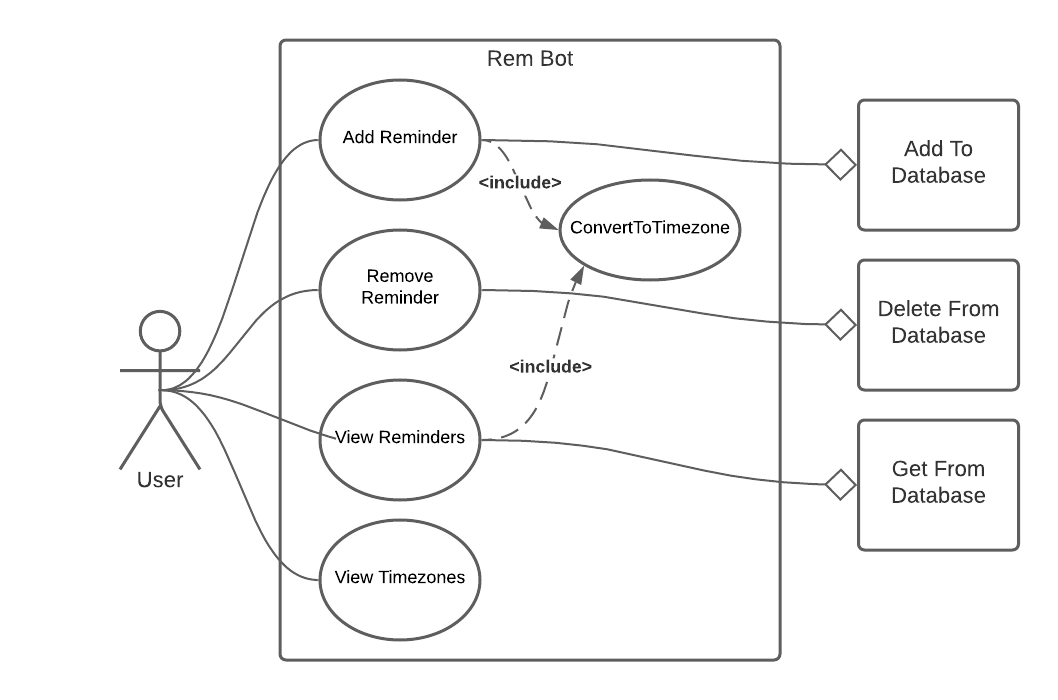 Rem Bot
Add Reminder
<include>
ConvertToTimezone
Remove
Reminder
<include>
View Reminders
View Timezones
User
Add To
Database
Delete From
Database
Get From
Database